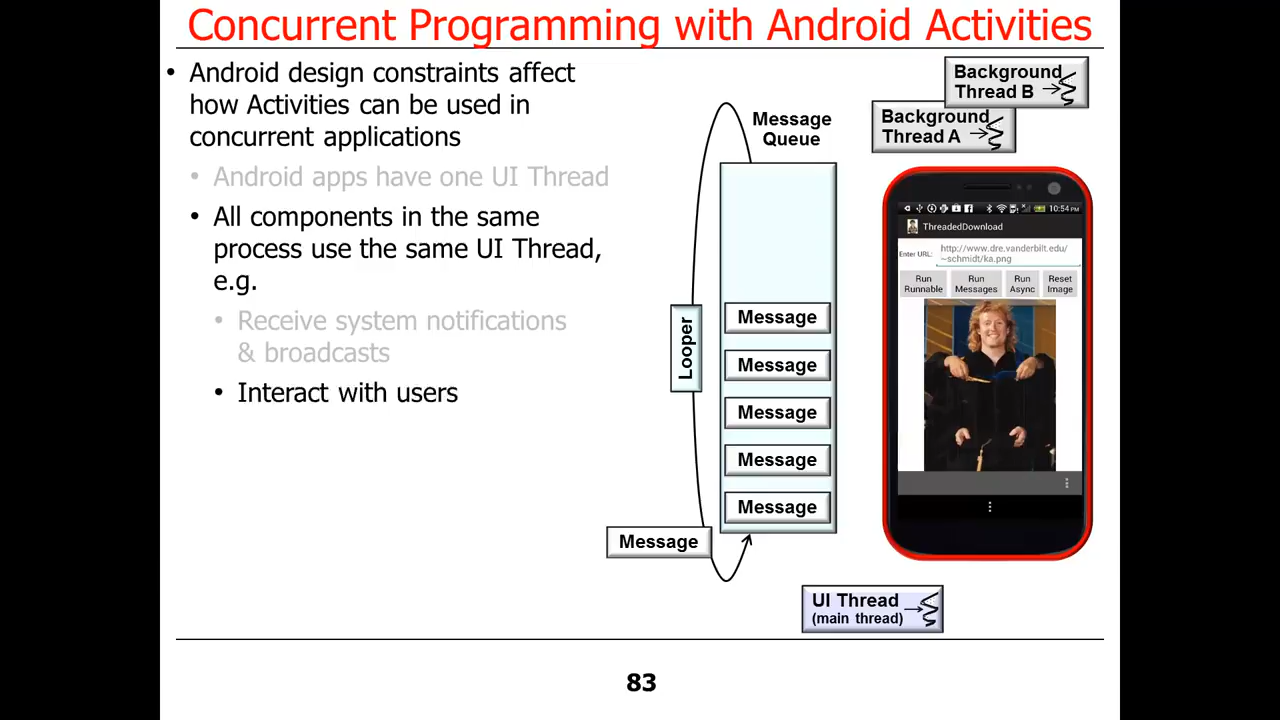 Concurrent Programming with Android Activities
• Android design constraints affect
how Activities can be used in
concurrent applications
• Android apps have one UI Thread
• All components in the same
process use the same UI Thread,
e.g.
• Receive system notifications
& broadcasts
• Interact with users
Message
Queue
Looper
Message
Message
Message
Message
Message
Message
Background
Thread B
Background
Thread A
10:54 PM
ThreadedDownload
Enter URL:
http://www.dre.vanderbilt.edu/
~schmidt/ka.png
Run
Runnable
Run
Messages
Run
Async
Reset
Image
UI Thread
(main thread)
83